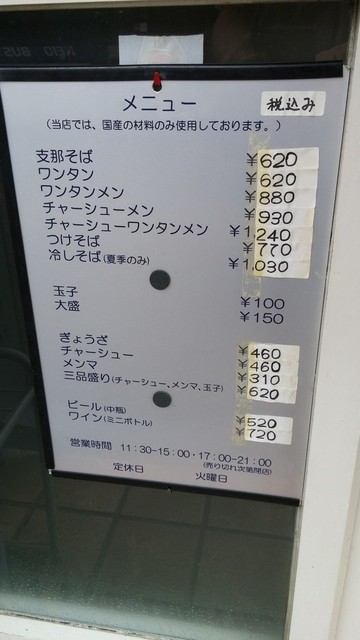 KEIO BUS
メニュー
税込み
(当店では、国産の材料のみ使用しております。)
支那そば ¥620
ワンタン ¥620
ワンタンメン ¥880
チャーシューメン ¥930
チャーシューワンタンメン ¥1,240
つけそば ¥770
冷しそば(夏季のみ) ¥1,030
玉子 ¥100
大盛 ¥150
ぎょうざ ¥460
チャーシュー ¥460
メンマ ¥310
三品盛り(チャーシュー、メンマ、玉子) ¥620
ビール(中瓶) ¥520
ワイン(ミニボトル) ¥720
営業時間 11:30-15:00・17:00-21:00
(売り切れ次第閉店)
定休日 火曜日